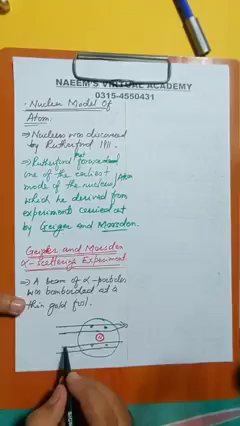 NAEEM'S VIRTUAL ACADEMY
0315-4550431
• Nuclear Model Of
Atom:
⇒ Nucleus was discovered
by Rutherford 1911.
⇒ Rutherford put forwarded
one of the earliest
mode of the nucleus/Atom
which he derived from
experiments carried out
by Geiger and Marsden
Geiger and Marsden
α-scattering Experiment
⇒ A beam of α-particles
was bombarded at a
thin gold foil.
N